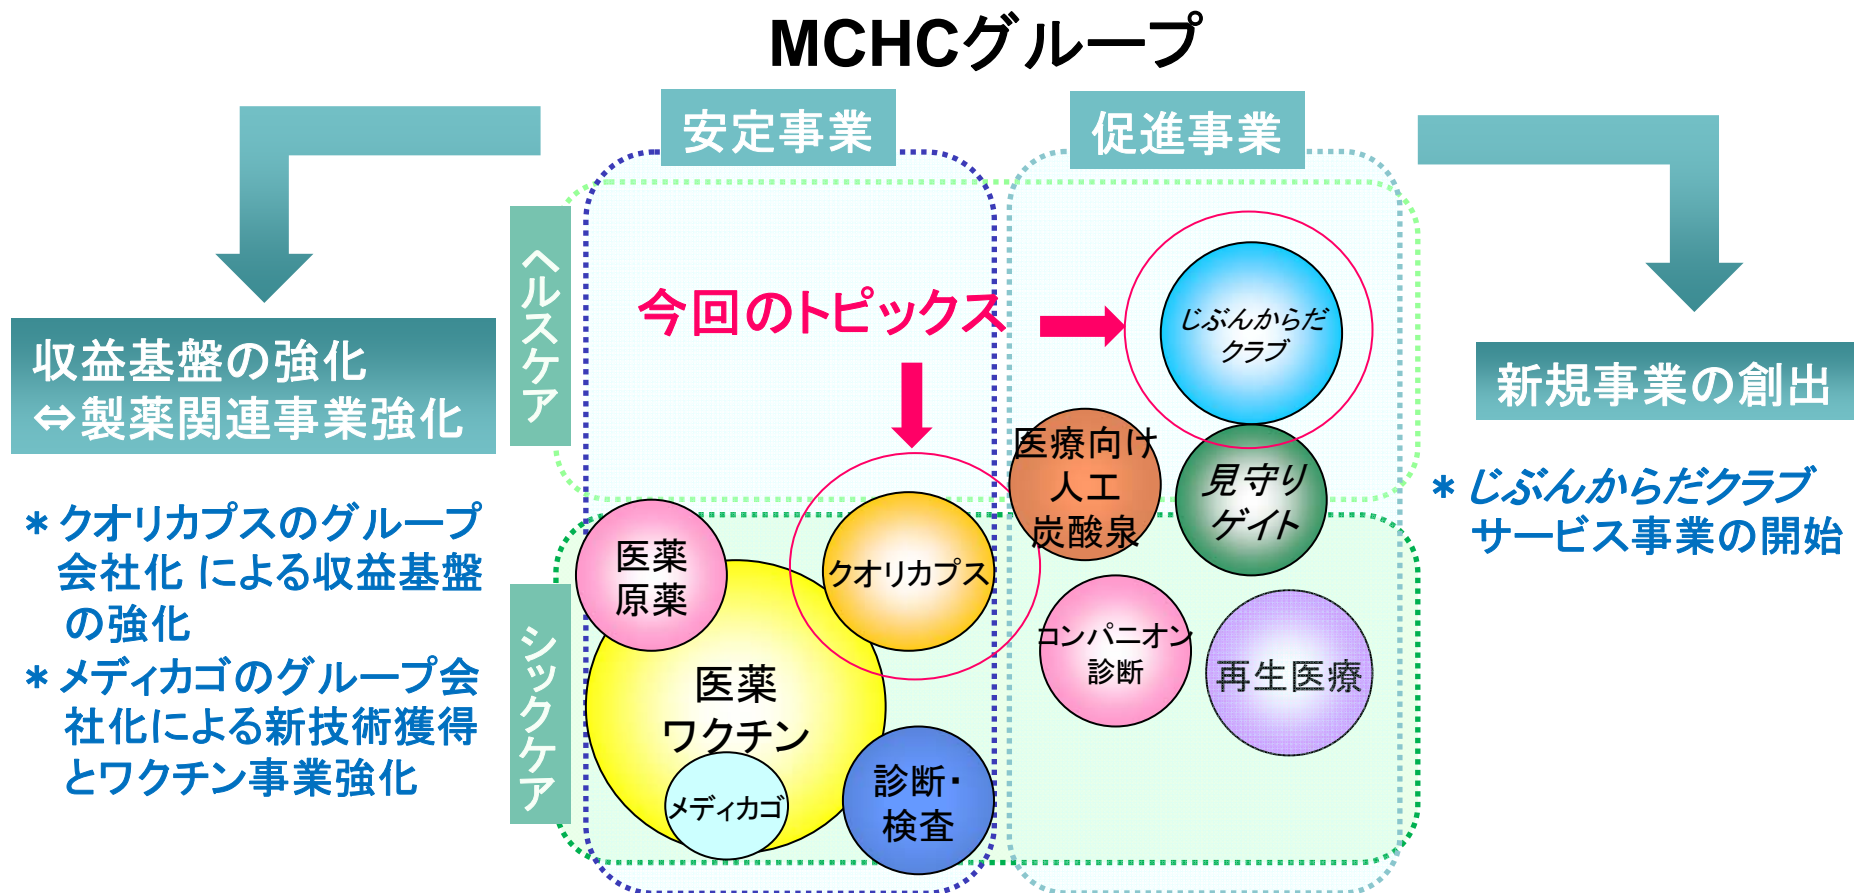 MCHCグループ
安定事業
促進事業
ヘルスケア
シックケア
収益基盤の強化
⇔製薬関連事業強化
＊クオリカプスのグループ
会社化 による収益基盤
の強化
＊メディカゴのグループ会
社化による新技術獲得
とワクチン事業強化
今回のトピックス
じぶんからだ
クラブ
医療向け
人工
炭酸泉
見守り
ゲイト
医薬
原薬
クオリカプス
医薬
ワクチン
メディカゴ
診断・
検査
コンパニオン
診断
再生医療
新規事業の創出
＊じぶんからだクラブ
サービス事業の開始